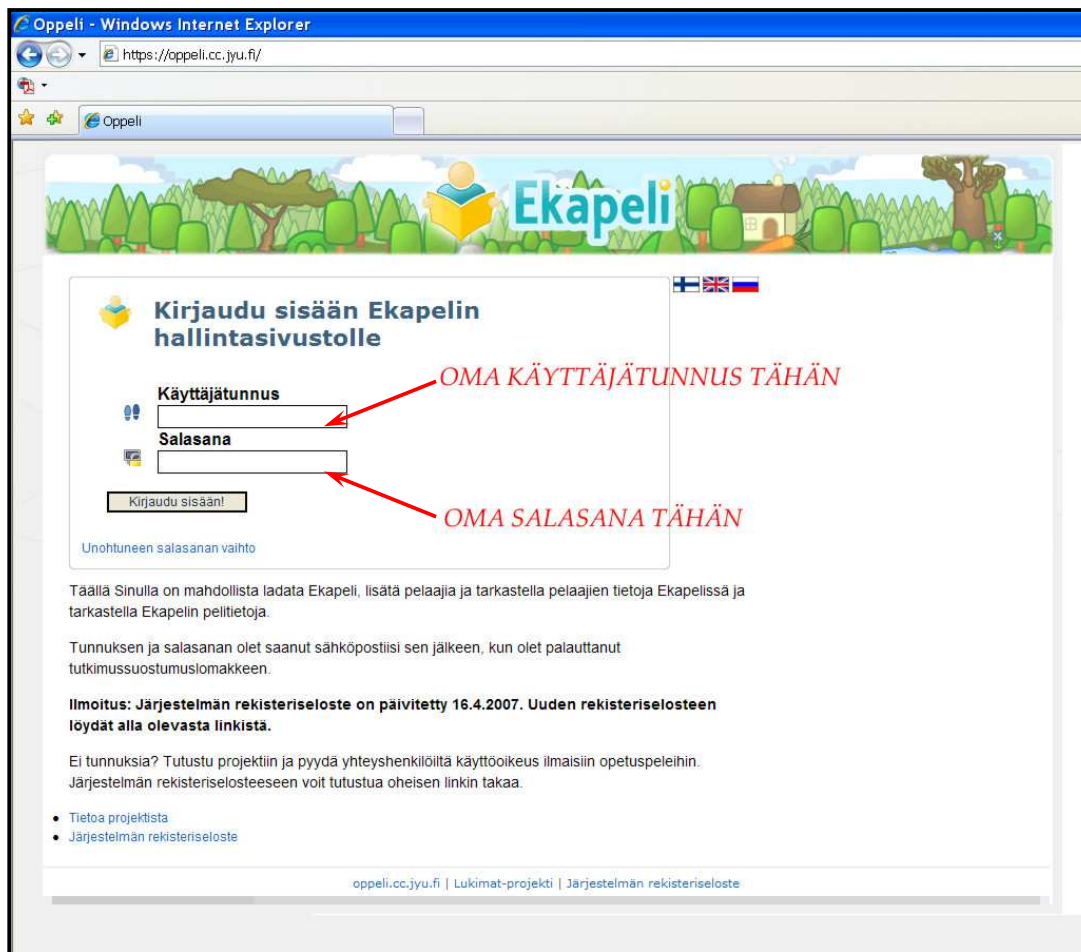 Oppeli - Windows Internet Explorer
https://oppeli.cc.jyu.fi/
Oppeli
Ekapeli
Kirjaudu sisään Ekapelin
hallintasivustolle
OMA KÄYTTÄJÄTUNNUS TÄHÄN
Käyttäjätunnus
Salasana
Kirjaudu sisään!
OMA SALASANA TÄHÄN
Unohtuneen salasanan vaihto
Täällä Sinulla on mahdollista ladata Ekapeli, lisätä pelaajia ja tarkastella pelaajien tietoja Ekapelissä ja
tarkastella Ekapelin pelitietoja.
Tunnuksen ja salasanan olet saanut sähköpostiisi sen jälkeen, kun olet palauttanut
tutkimussuostumuslomakkeen.
Ilmoitus: Järjestelmän rekisteriseloste on päivitetty 16.4.2007. Uuden rekisteriselosteen
löydät alla olevasta linkistä.
Ei tunnuksia? Tutustu projektiin ja pyydä yhteyshenkilöiltä käyttöoikeus ilmaisiin opetuspeleihin.
Järjestelmän rekisteriselosteeseen voit tutustua oheisen linkin takaa.
Tietoa projektista
Järjestelmän rekisteriseloste
oppeli.cc.jyu.fi | Lukimat-projekti | Järjestelmän rekisteriseloste